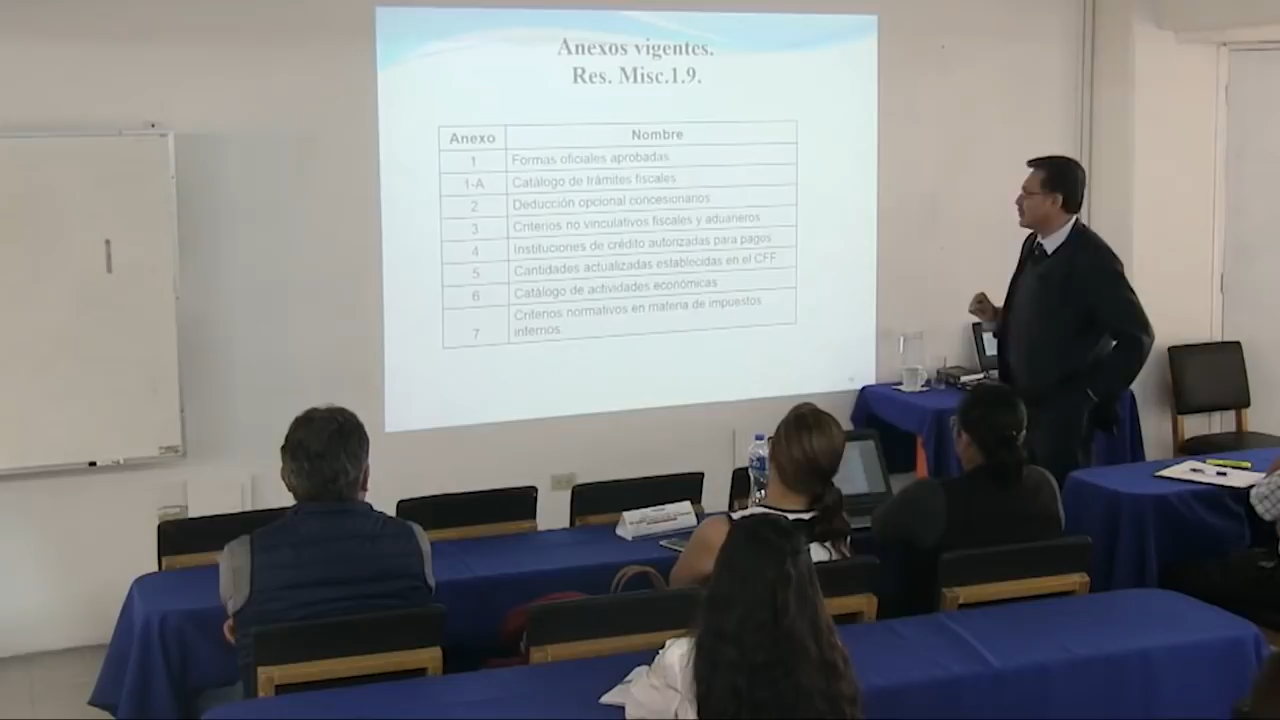 Anexos vigentes.
Res. Misc.1.9.
Anexo Nombre
1 Formas oficiales aprobadas
1-A Catálogo de trámites fiscales
2 Deducción opcional concesionarios
3 Criterios no vinculativos fiscales y aduaneros
4 Instituciones de crédito autorizadas para pagos
5 Cantidades actualizadas establecidas en el CFF
6 Catálogo de actividades económicas
7 Criterios normativos en materia de impuestos
internos.